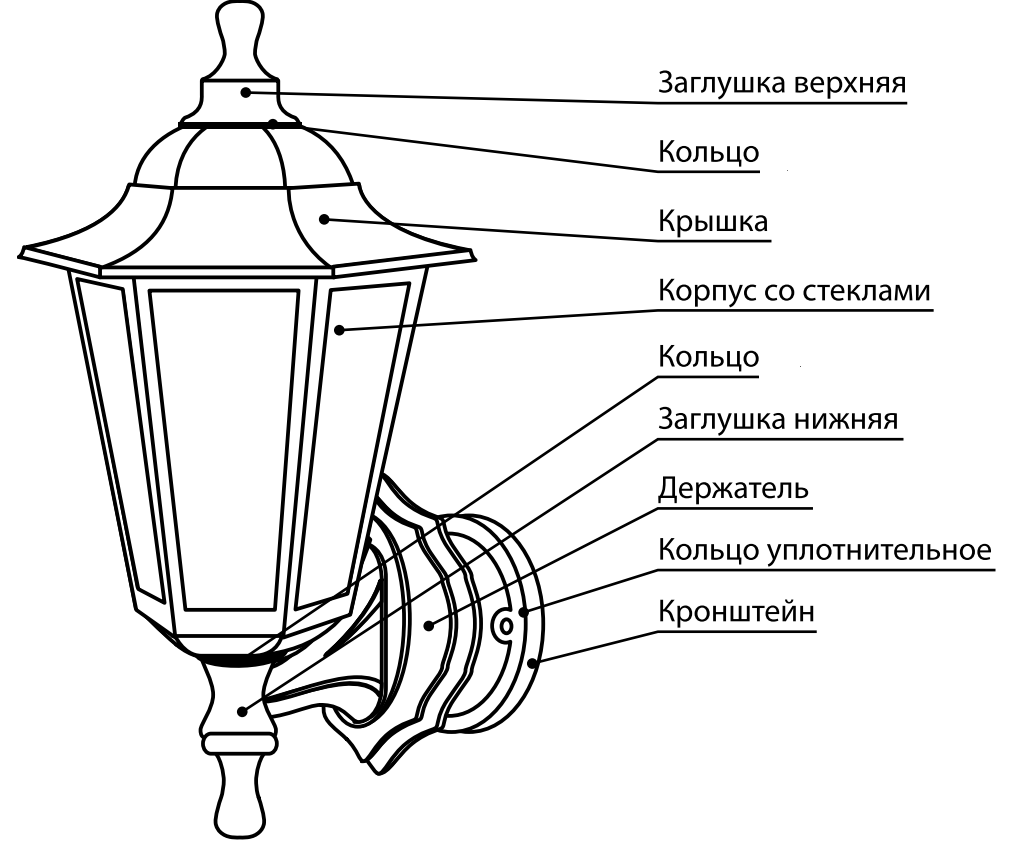 Заглушка верхняя
Кольцо
Крышка
Корпус со стеклами
Кольцо
Заглушка нижняя
Держатель
Кольцо уплотнительное
Кронштейн